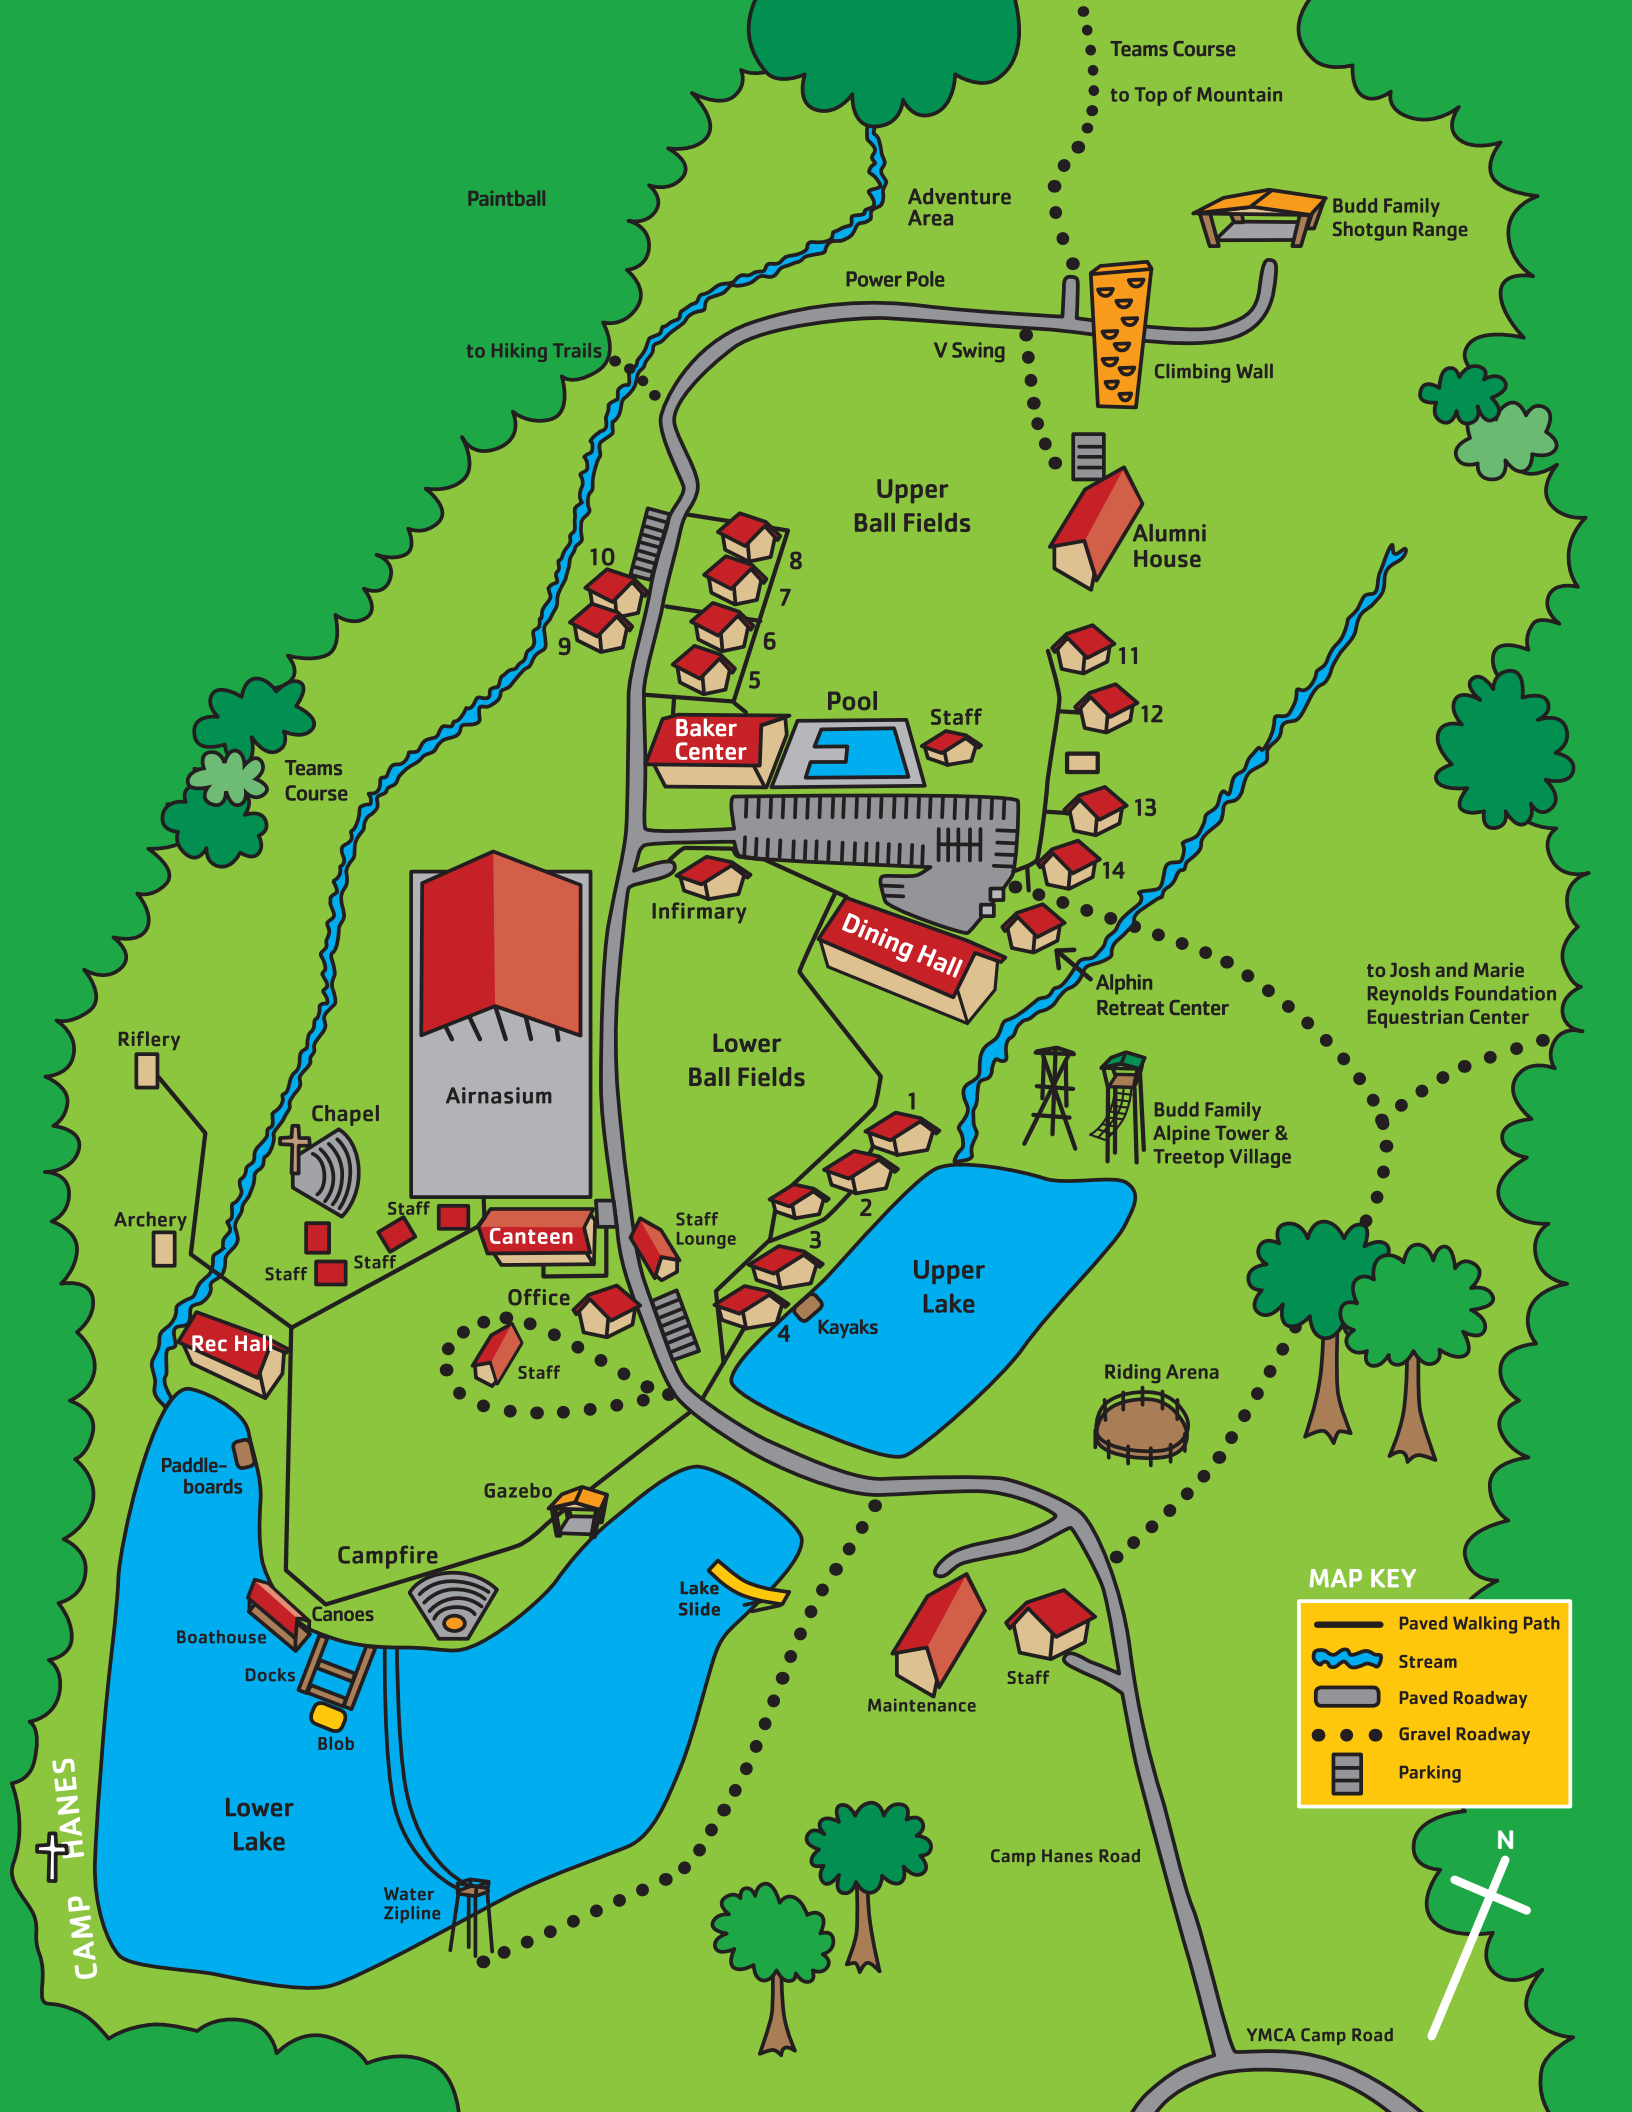 Teams Course
to Top of Mountain
Paintball
Adventure
Area
Budd Family
Shotgun Range
Power Pole
to Hiking Trails
V Swing
Climbing Wall
Upper
Ball Fields
Alumni
House
10
8
7
9
6
5
11
12
Pool
Staff
Baker
Center
Teams
Course
13
14
Infirmary
Dining Hall
Alphin
Retreat Center
to Josh and Marie
Reynolds Foundation
Equestrian Center
Riflery
Lower
Ball Fields
Airnasium
Chapel
1
Budd Family
Alpine Tower &
Treetop Village
Archery
Staff
Staff
Staff
Canteen
Staff
Lounge
2
3
Office
4
Kayaks
Upper
Lake
Rec Hall
Staff
Riding Arena
Paddle-
boards
Gazebo
Campfire
Lake
Slide
Canoes
Boathouse
Docks
Blob
Staff
Maintenance
MAP KEY
Paved Walking Path
Stream
Paved Roadway
Gravel Roadway
Parking
Lower
Lake
CAMP HANES
Water
Zipline
Camp Hanes Road
N
YMCA Camp Road